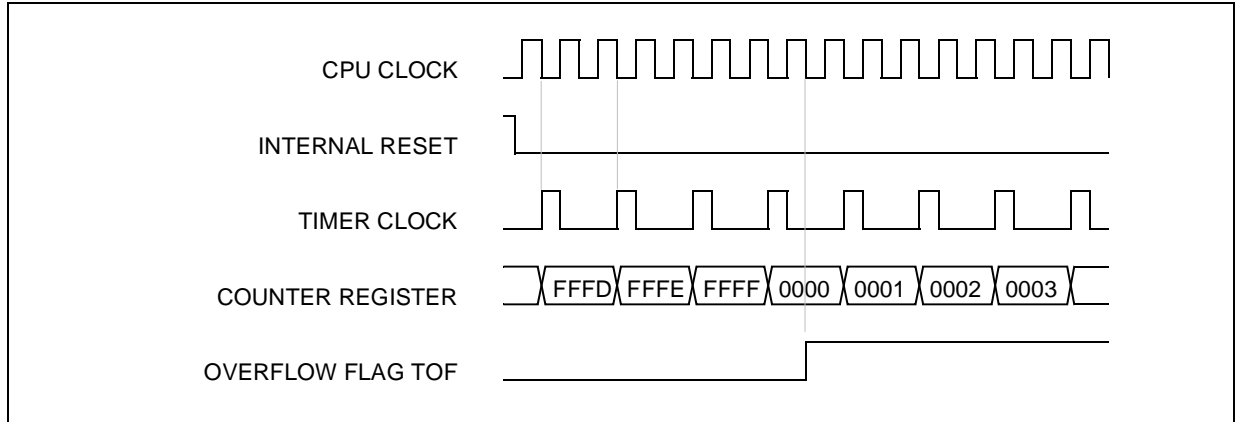 CPU CLOCK
INTERNAL RESET
TIMER CLOCK
COUNTER REGISTER FFFD FFFE FFFF 0000 0001 0002 0003
OVERFLOW FLAG TOF